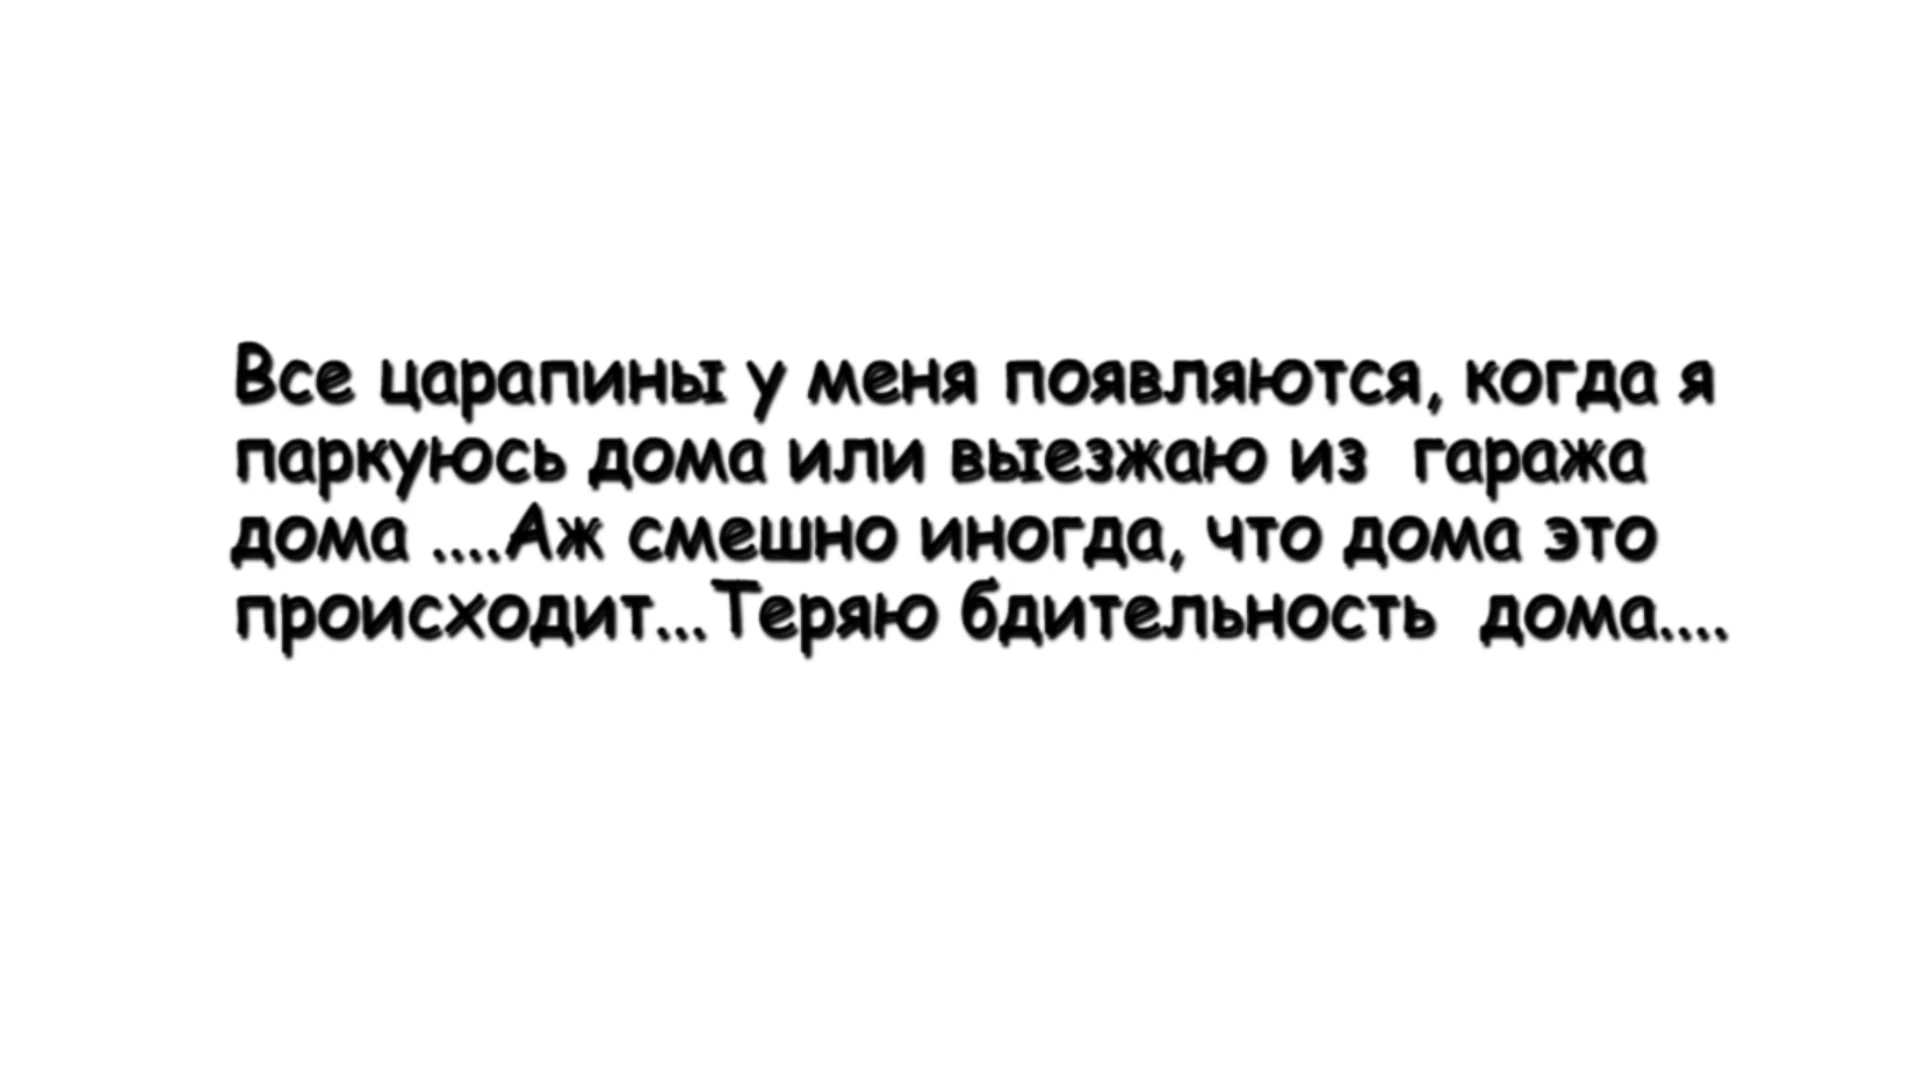 Все царапины у меня появляются, когда я
паркуюсь дома или выезжаю из  гаража
дома ....Аж смешно иногда, что дома это
происходит...Теряю бдительность  дома....